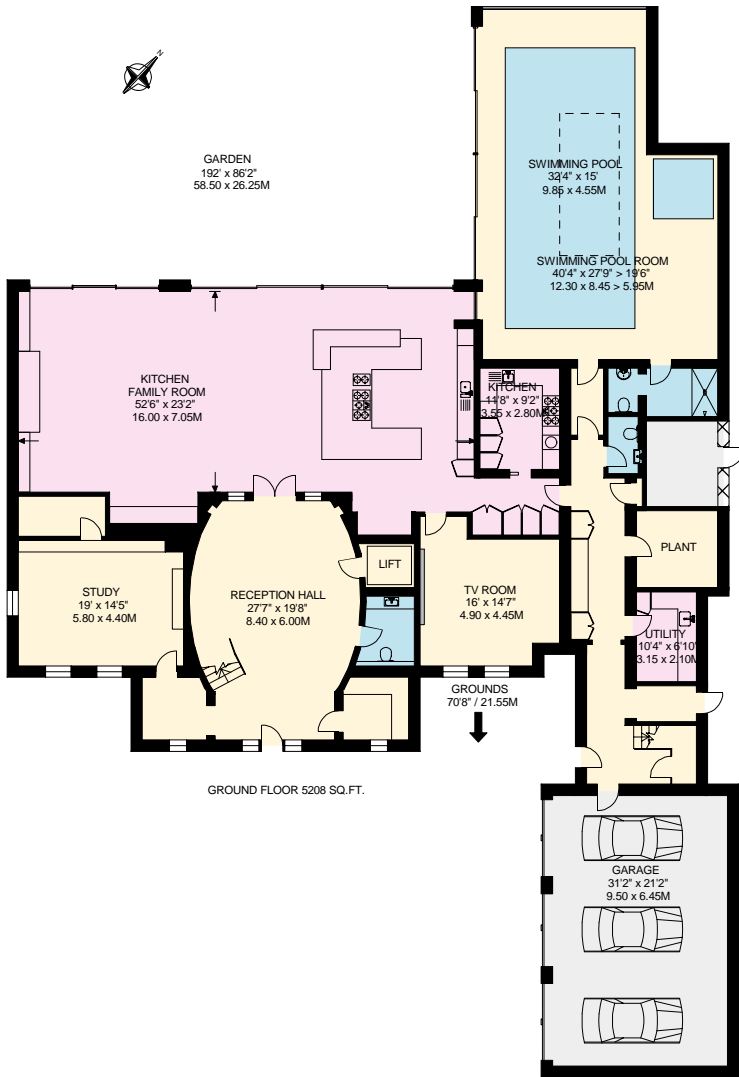 N
GARDEN
192' x 86'2"
58.50 x 26.25M
SWIMMING POOL
32'4" x 15'
9.85 x 4.55M
SWIMMING POOL ROOM
40'4" x 27'9" > 19'6"
12.30 x 8.45 > 5.95M
KITCHEN
FAMILY ROOM
52'6" x 23'2"
16.00 x 7.05M
KITCHEN
11'8" x 9'2"
3.55 x 2.80M
STUDY
19' x 14'5"
5.80 x 4.40M
RECEPTION HALL
27'7" x 19'8"
8.40 x 6.00M
LIFT
TV ROOM
16' x 14'7"
4.90 x 4.45M
PLANT
UTILITY
10'4" x 6'10"
3.15 x 2.10M
GROUNDS
70'8" / 21.55M
GROUND FLOOR 5208 SQ.FT.
GARAGE
31'2" x 21'2"
9.50 x 6.45M